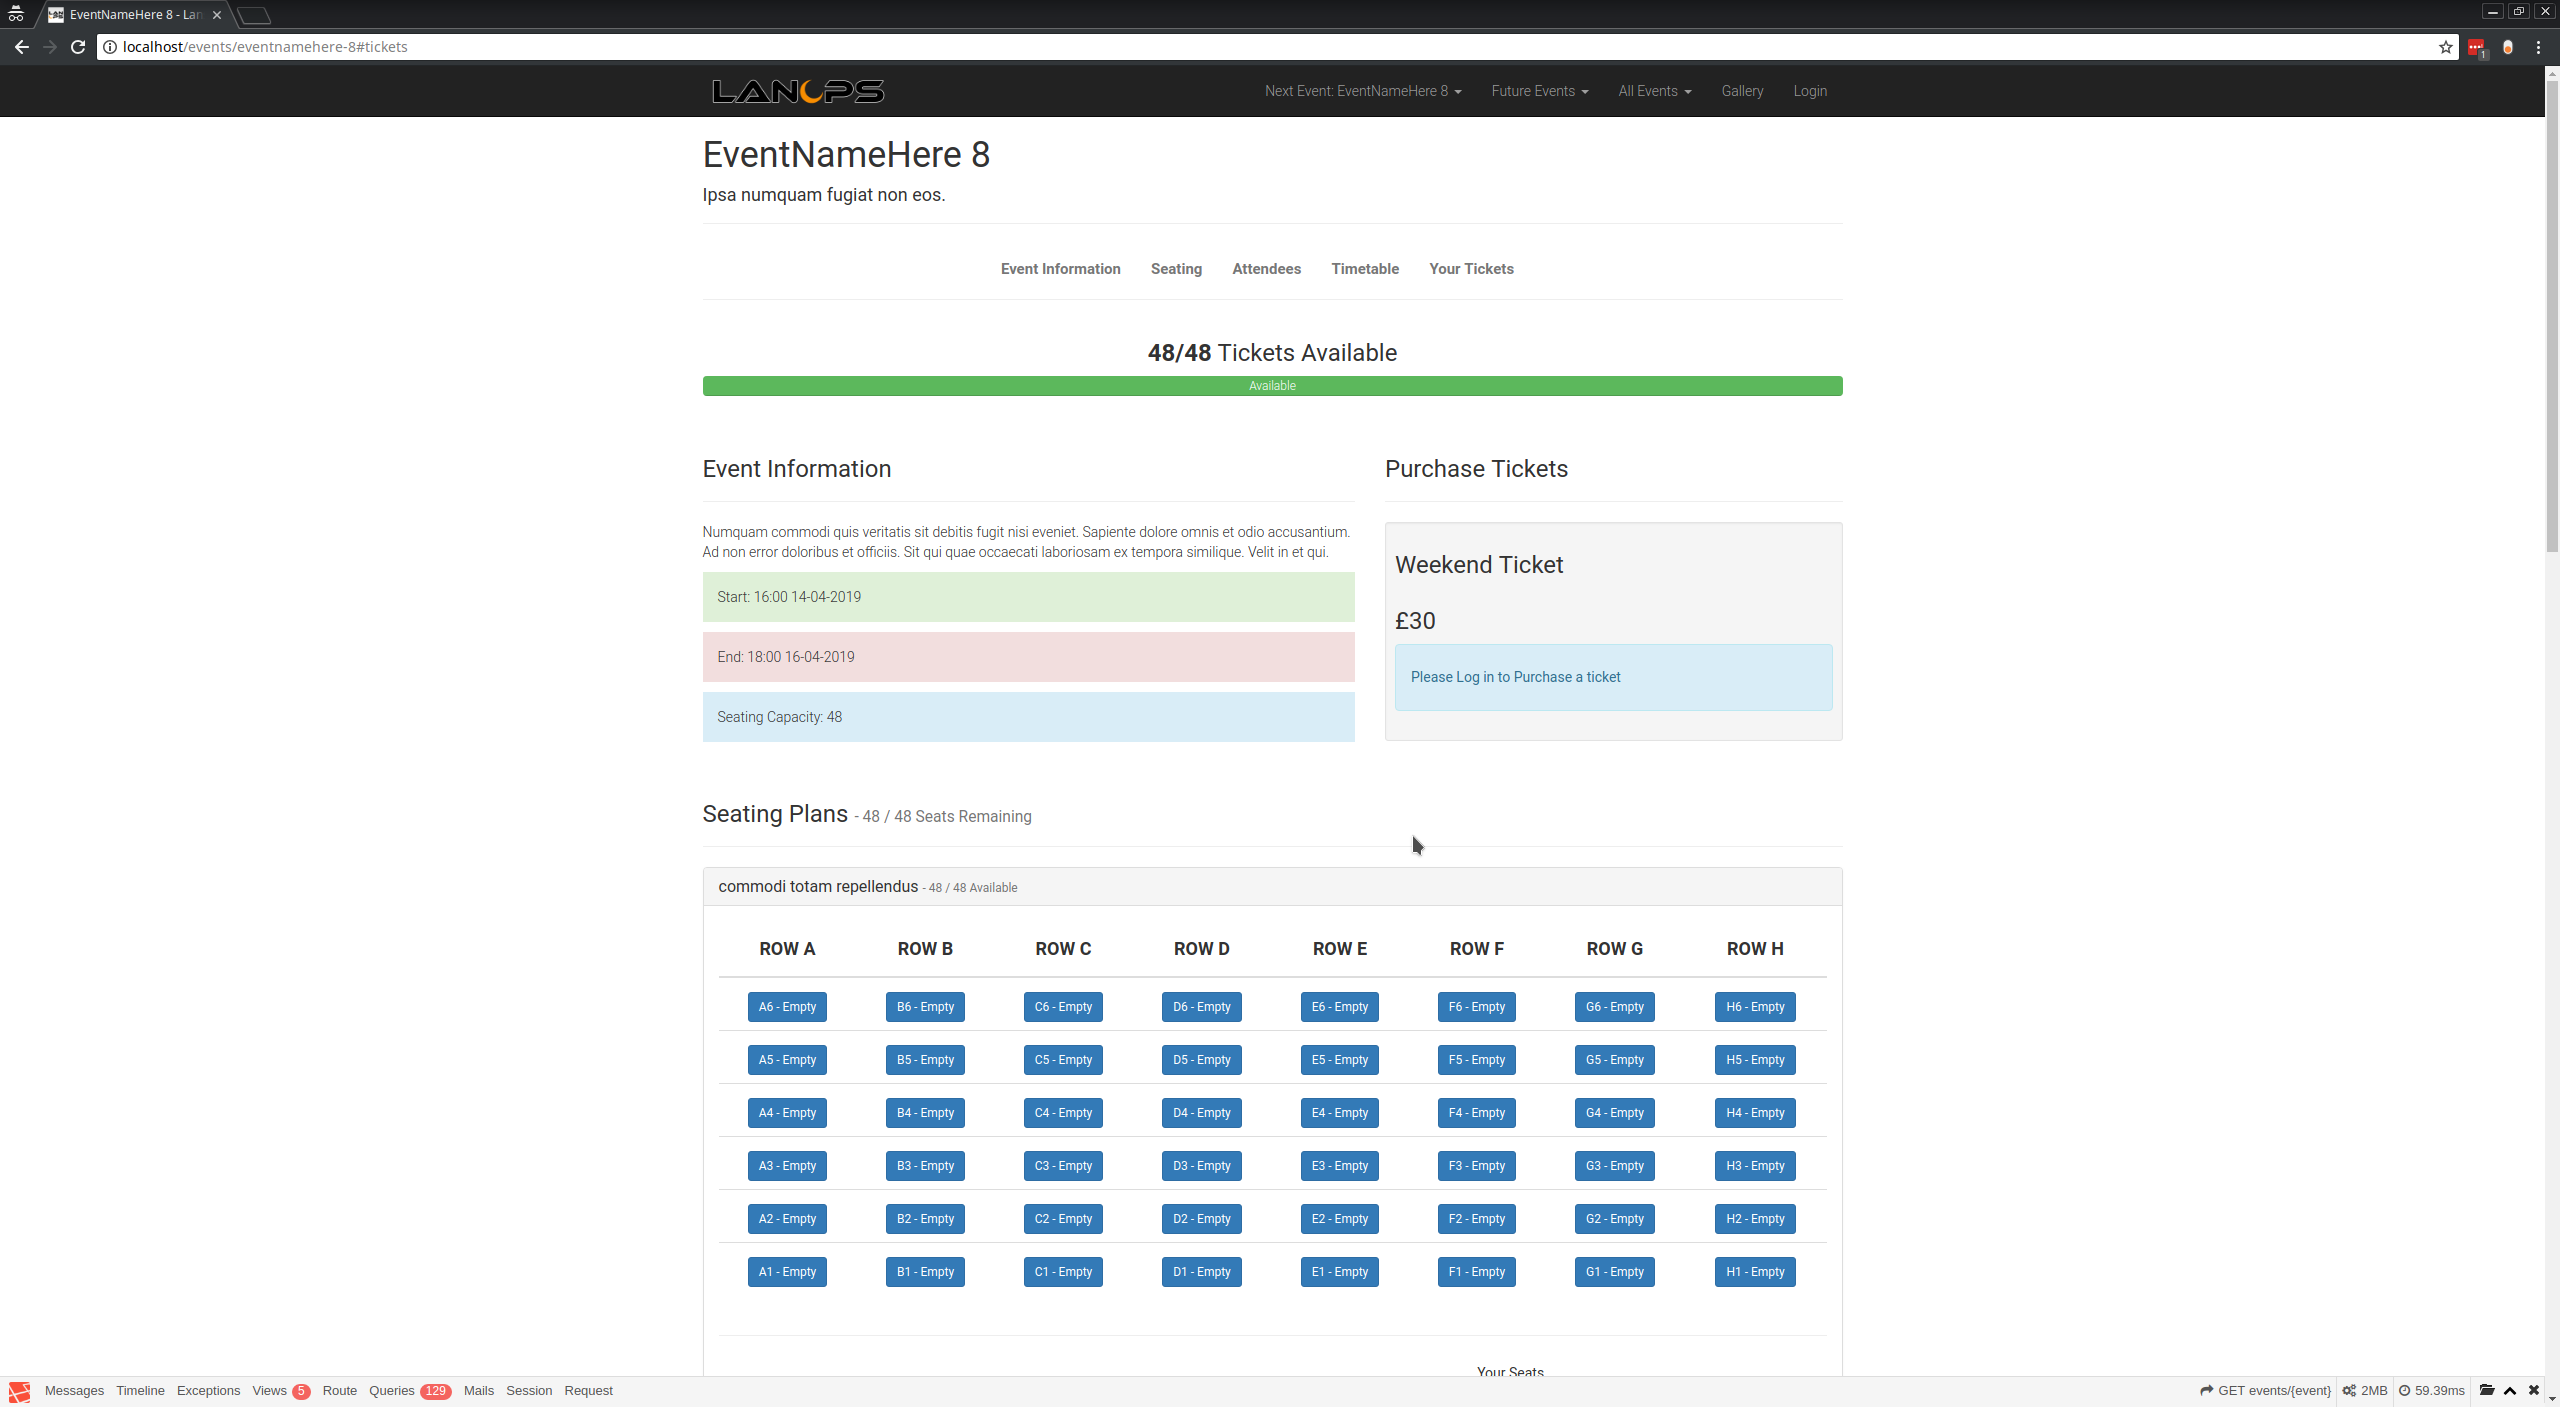 EventNameHere 8 - Lan
localhost/events/eventnamehere-8#tickets
1
LANOPS
Next Event: EventNameHere 8
Future Events
All Events
Gallery
Login
EventNameHere 8
Ipsa numquam fugiat non eos.
Event Information
Seating
Attendees
Timetable
Your Tickets
48/48 Tickets Available
Available
Event Information
Numquam commodi quis veritatis sit debitis fugit nisi eveniet. Sapiente dolore omnis et odio accusantium.
Ad non error doloribus et officiis. Sit qui quae occaecati laboriosam ex tempora similique. Velit in et qui.
Start: 16:00 14-04-2019
End: 18:00 16-04-2019
Seating Capacity: 48
Purchase Tickets
Weekend Ticket
£30
Please Log in to Purchase a ticket
Seating Plans - 48 / 48 Seats Remaining
commodi totam repellendus - 48 / 48 Available
ROW A ROW B ROW C ROW D ROW E ROW F ROW G ROW H
A6 - Empty B6 - Empty C6 - Empty D6 - Empty E6 - Empty F6 - Empty G6 - Empty H6 - Empty
A5 - Empty B5 - Empty C5 - Empty D5 - Empty E5 - Empty F5 - Empty G5 - Empty H5 - Empty
A4 - Empty B4 - Empty C4 - Empty D4 - Empty E4 - Empty F4 - Empty G4 - Empty H4 - Empty
A3 - Empty B3 - Empty C3 - Empty D3 - Empty E3 - Empty F3 - Empty G3 - Empty H3 - Empty
A2 - Empty B2 - Empty C2 - Empty D2 - Empty E2 - Empty F2 - Empty G2 - Empty H2 - Empty
A1 - Empty B1 - Empty C1 - Empty D1 - Empty E1 - Empty F1 - Empty G1 - Empty H1 - Empty
Your Seats
Messages Timeline Exceptions Views 5 Route Queries 129 Mails Session Request
GET events/{event} 2MB 59.39ms